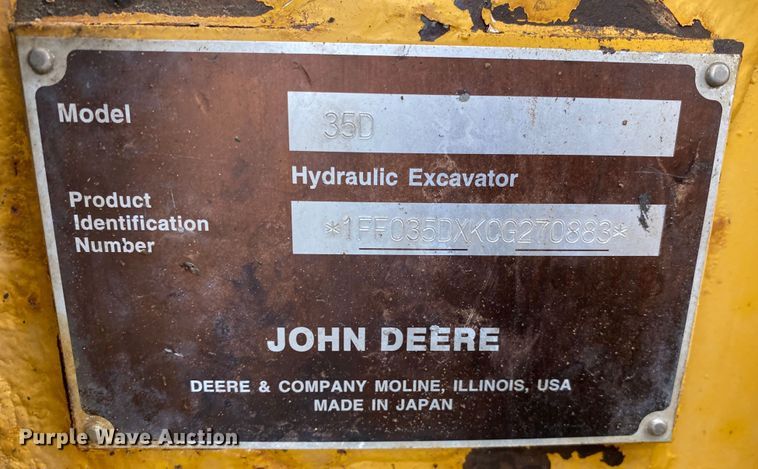 Model
35D
Hydraulic Excavator
Product
Identification
Number
*1FF035DXKCG270883*
JOHN DEERE
DEERE & COMPANY MOLINE, ILLINOIS, USA
MADE IN JAPAN
Purple Wave Auction